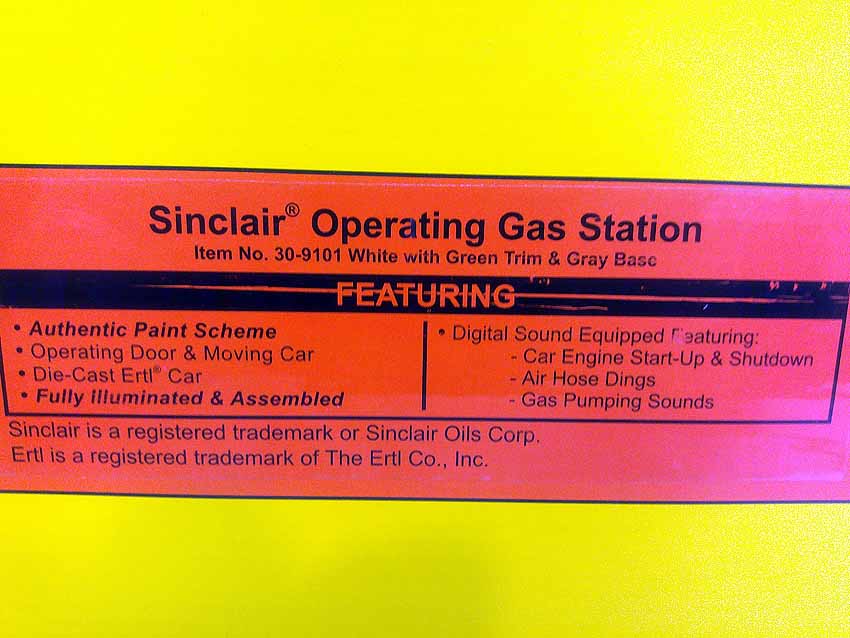 Sinclair® Operating Gas Station
Item No. 30-9101 White with Green Trim & Gray Base
FEATURING
• Authentic Paint Scheme
• Operating Door & Moving Car
• Die-Cast Ertl® Car
• Fully Illuminated & Assembled
• Digital Sound Equipped Featuring:
- Car Engine Start-Up & Shutdown
- Air Hose Dings
- Gas Pumping Sounds
Sinclair is a registered trademark or Sinclair Oils Corp.
Ertl is a registered trademark of The Ertl Co., Inc.